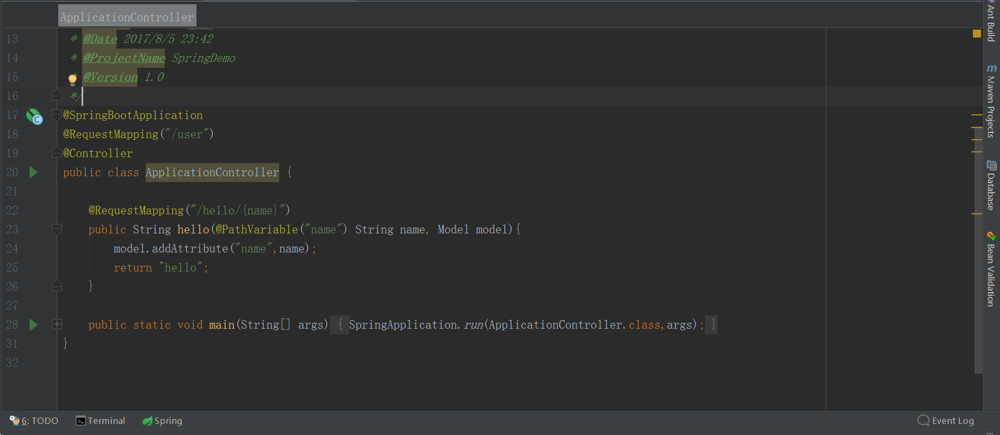 ApplicationController
13 * @Date 2017/8/5 23:42
14 * @ProjectName SpringDemo
15 @Version 1.0
16 */
17 @SpringBootApplication
18 @RequestMapping("/user")
19 @Controller
20 public class ApplicationController {
21
22 @RequestMapping("/hello/{name}")
23 public String hello(@PathVariable("name") String name, Model model){
24 model.addAttribute("name",name);
25 return "hello";
26 }
27
28 public static void main(String[] args) { SpringApplication.run(ApplicationController.class,args); }
31 }
32
Ant Build
Maven Projects
Database
Bean Validation
6: TODO
Terminal
Spring
Event Log